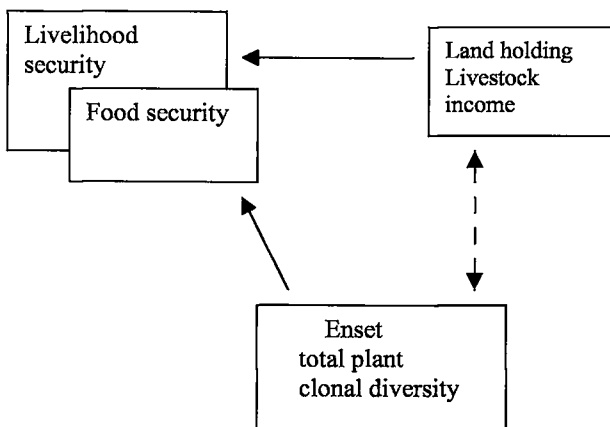 Livelihood
security
Food security
Land holding
Livestock
income
Enset
total plant
clonal diversity